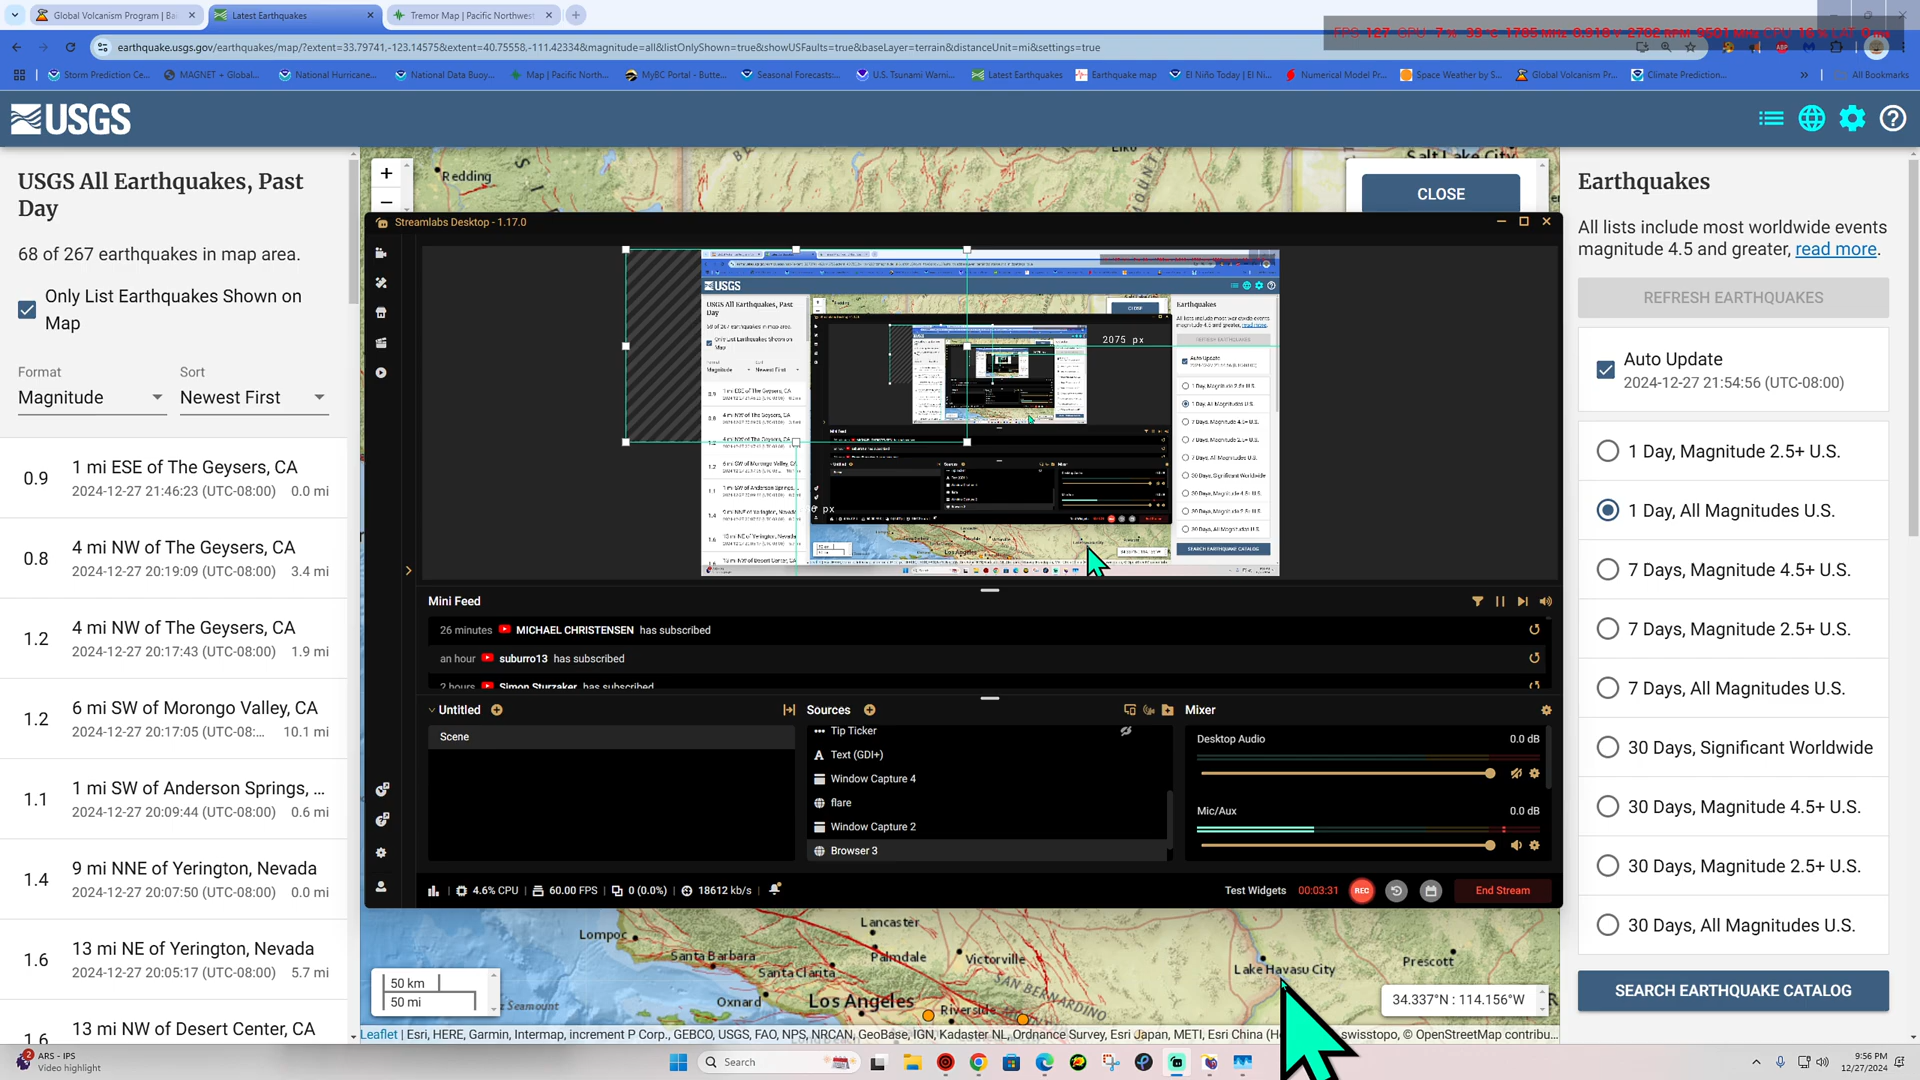 Global Volcanism Program | Ba
Latest Earthquakes
Tremor Map | Pacific Northwest
FPS 127 GPU 7 %
earthquake.usgs.gov/earthquakes/map/?extent=33.79741,-123.14575&extent=40.75558,-111.42334&magnitude=all&listOnlyShown=true&showUSFaults=true&baseLayer=terrain&distanceUnit=mi&settings=true
Storm Prediction Ce...
MAGNET + Global...
National Hurricane...
National Data Buoy...
Map | Pacific North...
MyBC Portal - Butte...
Seasonal Forecasts:...
U.S. Tsunami Warni...
Latest Earthquakes
Earthquake map
El Niño Today | El Ni...
Numerical Model Pr...
Space Weather by S...
Global Volcanism Pr...
Climate Prediction...
All Bookmarks
USGS
USGS All Earthquakes, Past
Day
68 of 267 earthquakes in map area.
Only List Earthquakes Shown on
Map
Format
Magnitude
Sort
Newest First
0.9
1 mi ESE of The Geysers, CA
2024-12-27 21:46:23 (UTC-08:00) 0.0 mi
0.8
4 mi NW of The Geysers, CA
2024-12-27 20:19:09 (UTC-08:00) 3.4 mi
1.2
4 mi NW of The Geysers, CA
2024-12-27 20:17:43 (UTC-08:00) 1.9 mi
1.2
6 mi SW of Morongo Valley, CA
2024-12-27 20:17:05 (UTC-08:... 10.1 mi
1.1
1 mi SW of Anderson Springs, ...
2024-12-27 20:09:44 (UTC-08:00) 0.6 mi
1.4
9 mi NNE of Yerington, Nevada
2024-12-27 20:07:50 (UTC-08:00) 0.0 mi
1.6
13 mi NE of Yerington, Nevada
2024-12-27 20:05:17 (UTC-08:00) 5.7 mi
1.6
13 mi NW of Desert Center, CA
Redding
Elko
Salt Lake City
CLOSE
Streamlabs Desktop - 1.17.0
2075 px
px
Mini Feed
26 minutes MICHAEL CHRISTENSEN has subscribed
an hour suburro13 has subscribed
2 hours Simon Sturzaker has subscribed
Untitled
Scene
Sources
Tip Ticker
Text (GDI+)
Window Capture 4
flare
Window Capture 2
Browser 3
Mixer
Desktop Audio 0.0 dB
Mic/Aux 0.0 dB
4.6% CPU
60.00 FPS
0 (0.0%)
18612 kb/s
Test Widgets
00:03:31
REC
End Stream
Lompoc
Lancaster
Santa Barbara
Palmdale
Victorville
Santa Clarita
Oxnard
Los Angeles
SAN BERNARDINO
Riverside
Lake Havasu City
Prescott
Seamount
50 km
50 mi
34.337°N : 114.156°W
Leaflet | Esri, HERE, Garmin, Intermap, increment P Corp., GEBCO, USGS, FAO, NPS, NRCAN, GeoBase, IGN, Kadaster NL, Ordnance Survey, Esri Japan, METI, Esri China (H swisstopo, © OpenStreetMap contribu...
Earthquakes
All lists include most worldwide events
magnitude 4.5 and greater, read more.
REFRESH EARTHQUAKES
Auto Update
2024-12-27 21:54:56 (UTC-08:00)
1 Day, Magnitude 2.5+ U.S.
1 Day, All Magnitudes U.S.
7 Days, Magnitude 4.5+ U.S.
7 Days, Magnitude 2.5+ U.S.
7 Days, All Magnitudes U.S.
30 Days, Significant Worldwide
30 Days, Magnitude 4.5+ U.S.
30 Days, Magnitude 2.5+ U.S.
30 Days, All Magnitudes U.S.
SEARCH EARTHQUAKE CATALOG
2
ARS - IPS
Video highlight
Search
9:56 PM
12/27/2024